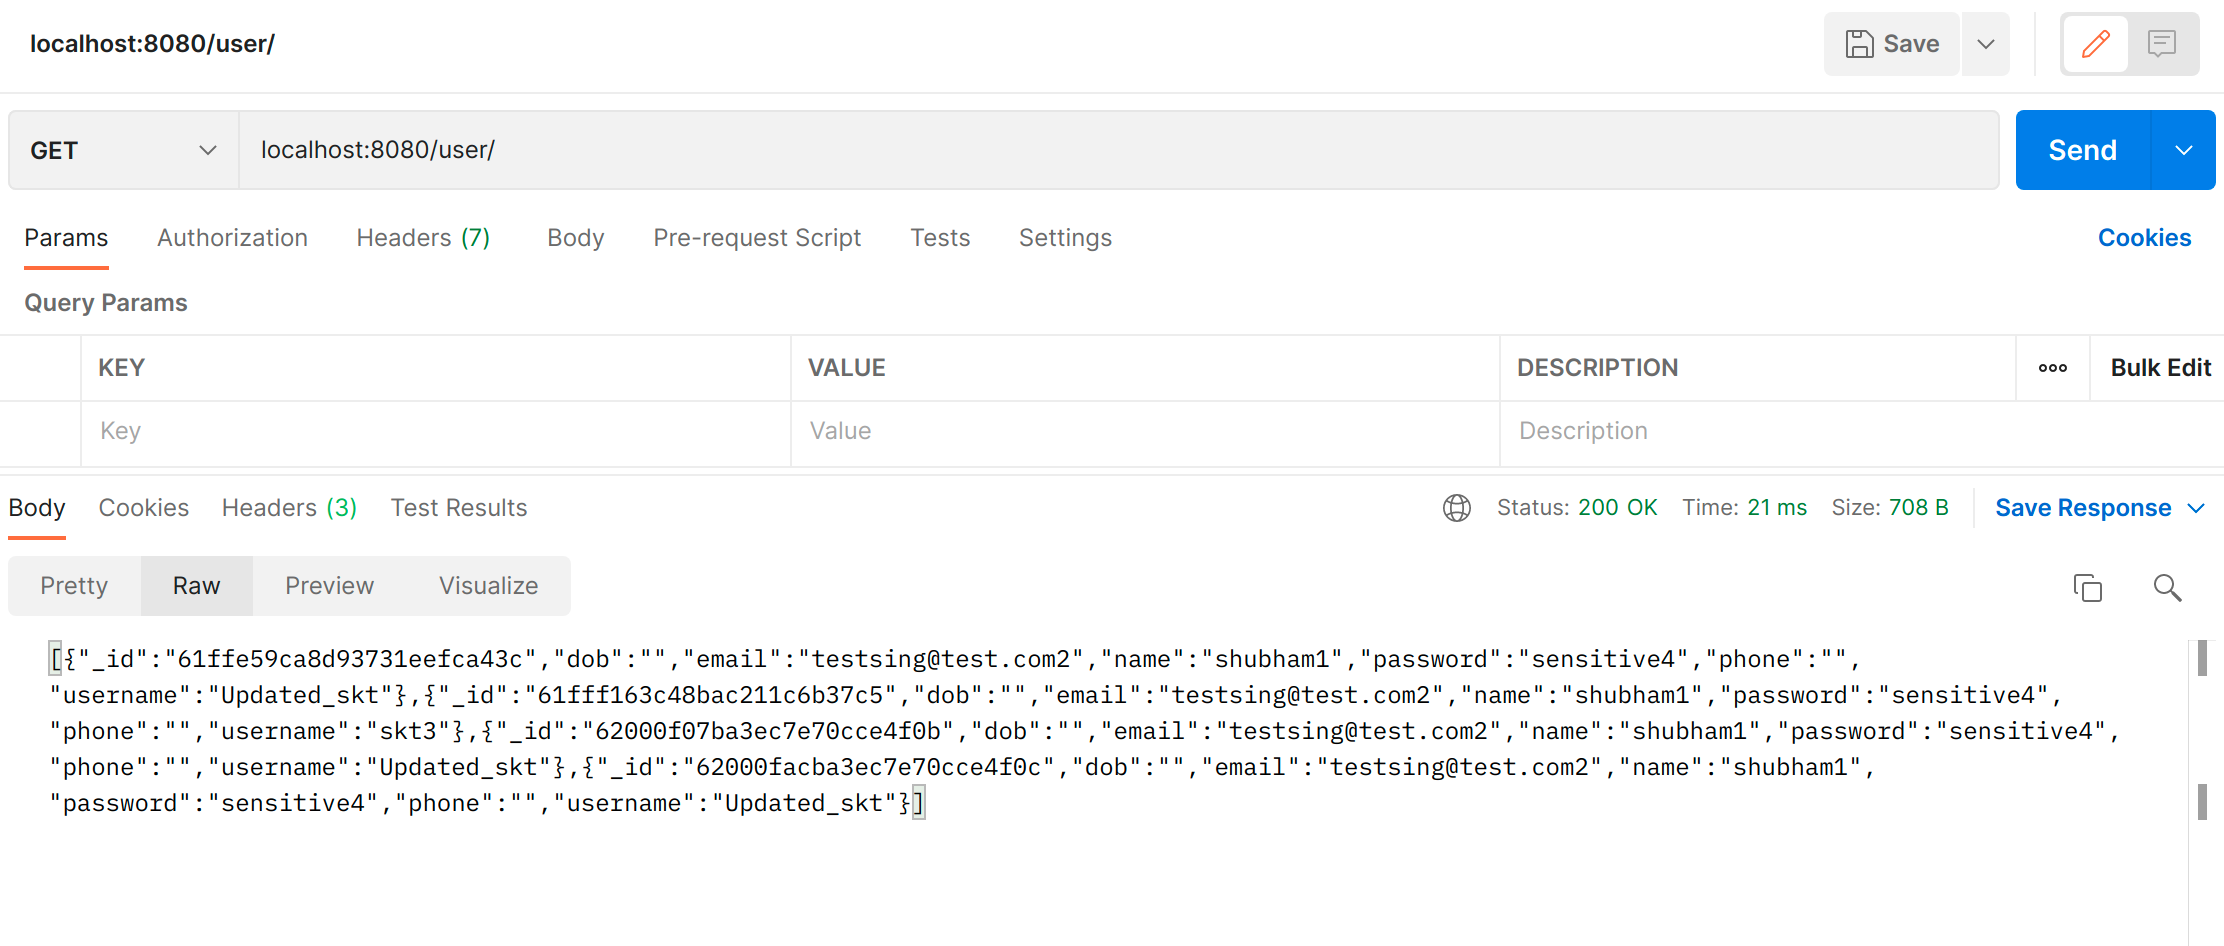 localhost:8080/user/
Save
GET
localhost:8080/user/
Send
Params Authorization Headers (7) Body Pre-request Script Tests Settings Cookies
Query Params
KEY VALUE DESCRIPTION ooo Bulk Edit
Key Value Description
Body Cookies Headers (3) Test Results Status: 200 OK Time: 21 ms Size: 708 B Save Response
Pretty Raw Preview Visualize
[{"_id":"61ffe59ca8d93731eefca43c","dob":"","email":"testsing@test.com2","name":"shubham1","password":"sensitive4","phone":"",
"username":"Updated_skt"},{"_id":"61fff163c48bac211c6b37c5","dob":"","email":"testsing@test.com2","name":"shubham1","password":"sensitive4",
"phone":"","username":"skt3"},{"_id":"62000f07ba3ec7e70cce4f0b","dob":"","email":"testsing@test.com2","name":"shubham1","password":"sensitive4",
"phone":"","username":"Updated_skt"},{"_id":"62000facba3ec7e70cce4f0c","dob":"","email":"testsing@test.com2","name":"shubham1",
"password":"sensitive4","phone":"","username":"Updated_skt"}]